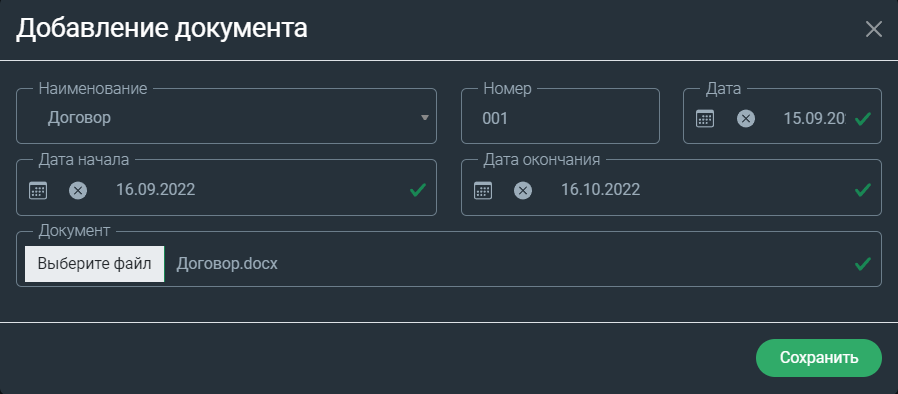 Добавление документа
Наименование Номер Дата
Договор 001 15.09.20
Дата начала Дата окончания
16.09.2022 16.10.2022
Документ
Выберите файл Договор.docx
Сохранить